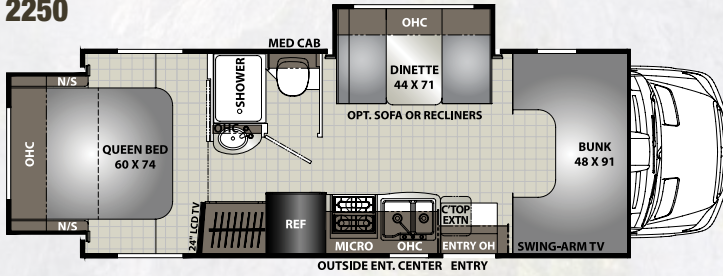 2250
OHC
MED CAB
N/S
SHOWER
DINETTE
44 X 71
OPT. SOFA OR RECLINERS
OHC
OHC
QUEEN BED
60 X 74
BUNK
48 X 91
N/S
24" LCD TV
REF
C'TOP
EXTN
MICRO
OHC
ENTRY OH
SWING-ARM TV
OUTSIDE ENT. CENTER
ENTRY